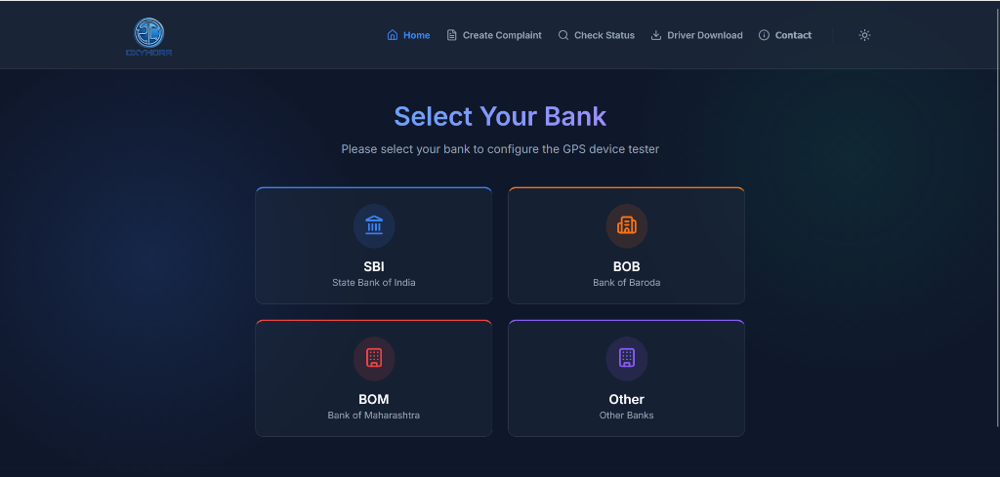 OXYMORA
Home
Create Complaint
Check Status
Driver Download
Contact
Select Your Bank
Please select your bank to configure the GPS device tester
SBI
State Bank of India
BOB
Bank of Baroda
BOM
Bank of Maharashtra
Other
Other Banks